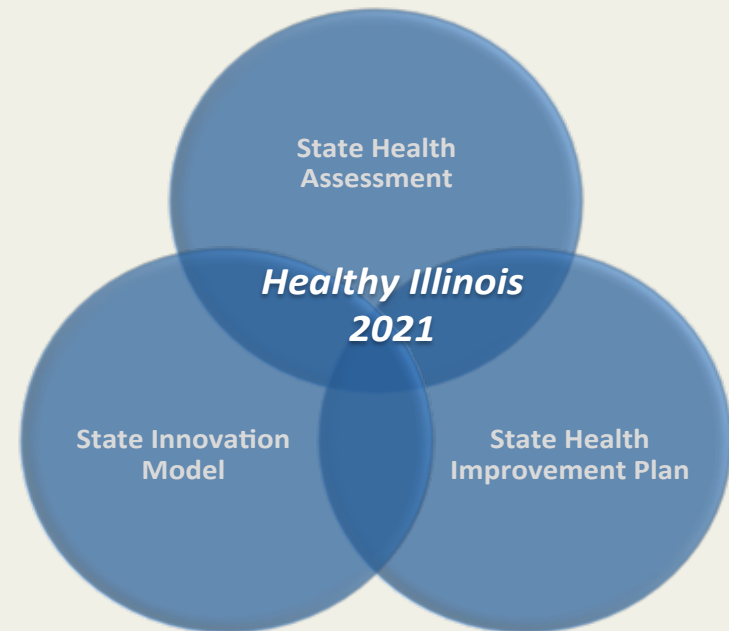 State Health
Assessment
Healthy Illinois
2021
State Innovation
Model
State Health
Improvement Plan